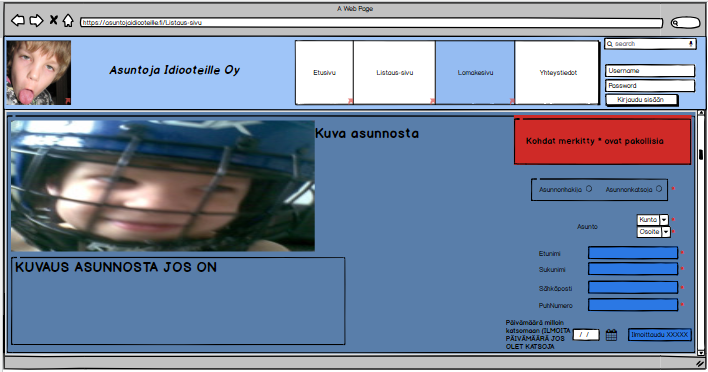 A Web Page
https://asuntojaidiooteille.fi/Listaus-sivu
Asuntoja Idiooteille Oy
Etusivu
Listaus-sivu
Lomakesivu
Yhteystiedot
search
Username
Password
Kirjaudu sisään
Kuva asunnosta
Kohdat merkitty * ovat pakollisia
Asunnonhakija
Asunnonkatsoja *
Asunto
Kunta *
Osoite *
Etunimi *
Sukunimi *
Sähköposti *
PuhNumero *
KUVAUS ASUNNOSTA JOS ON
Päivämäärä milloin
katsomaan (ILMOITA
PÄIVÄMÄÄRÄ JOS
OLET KATSOJA
/ /
Ilmoittaudu XXXXX